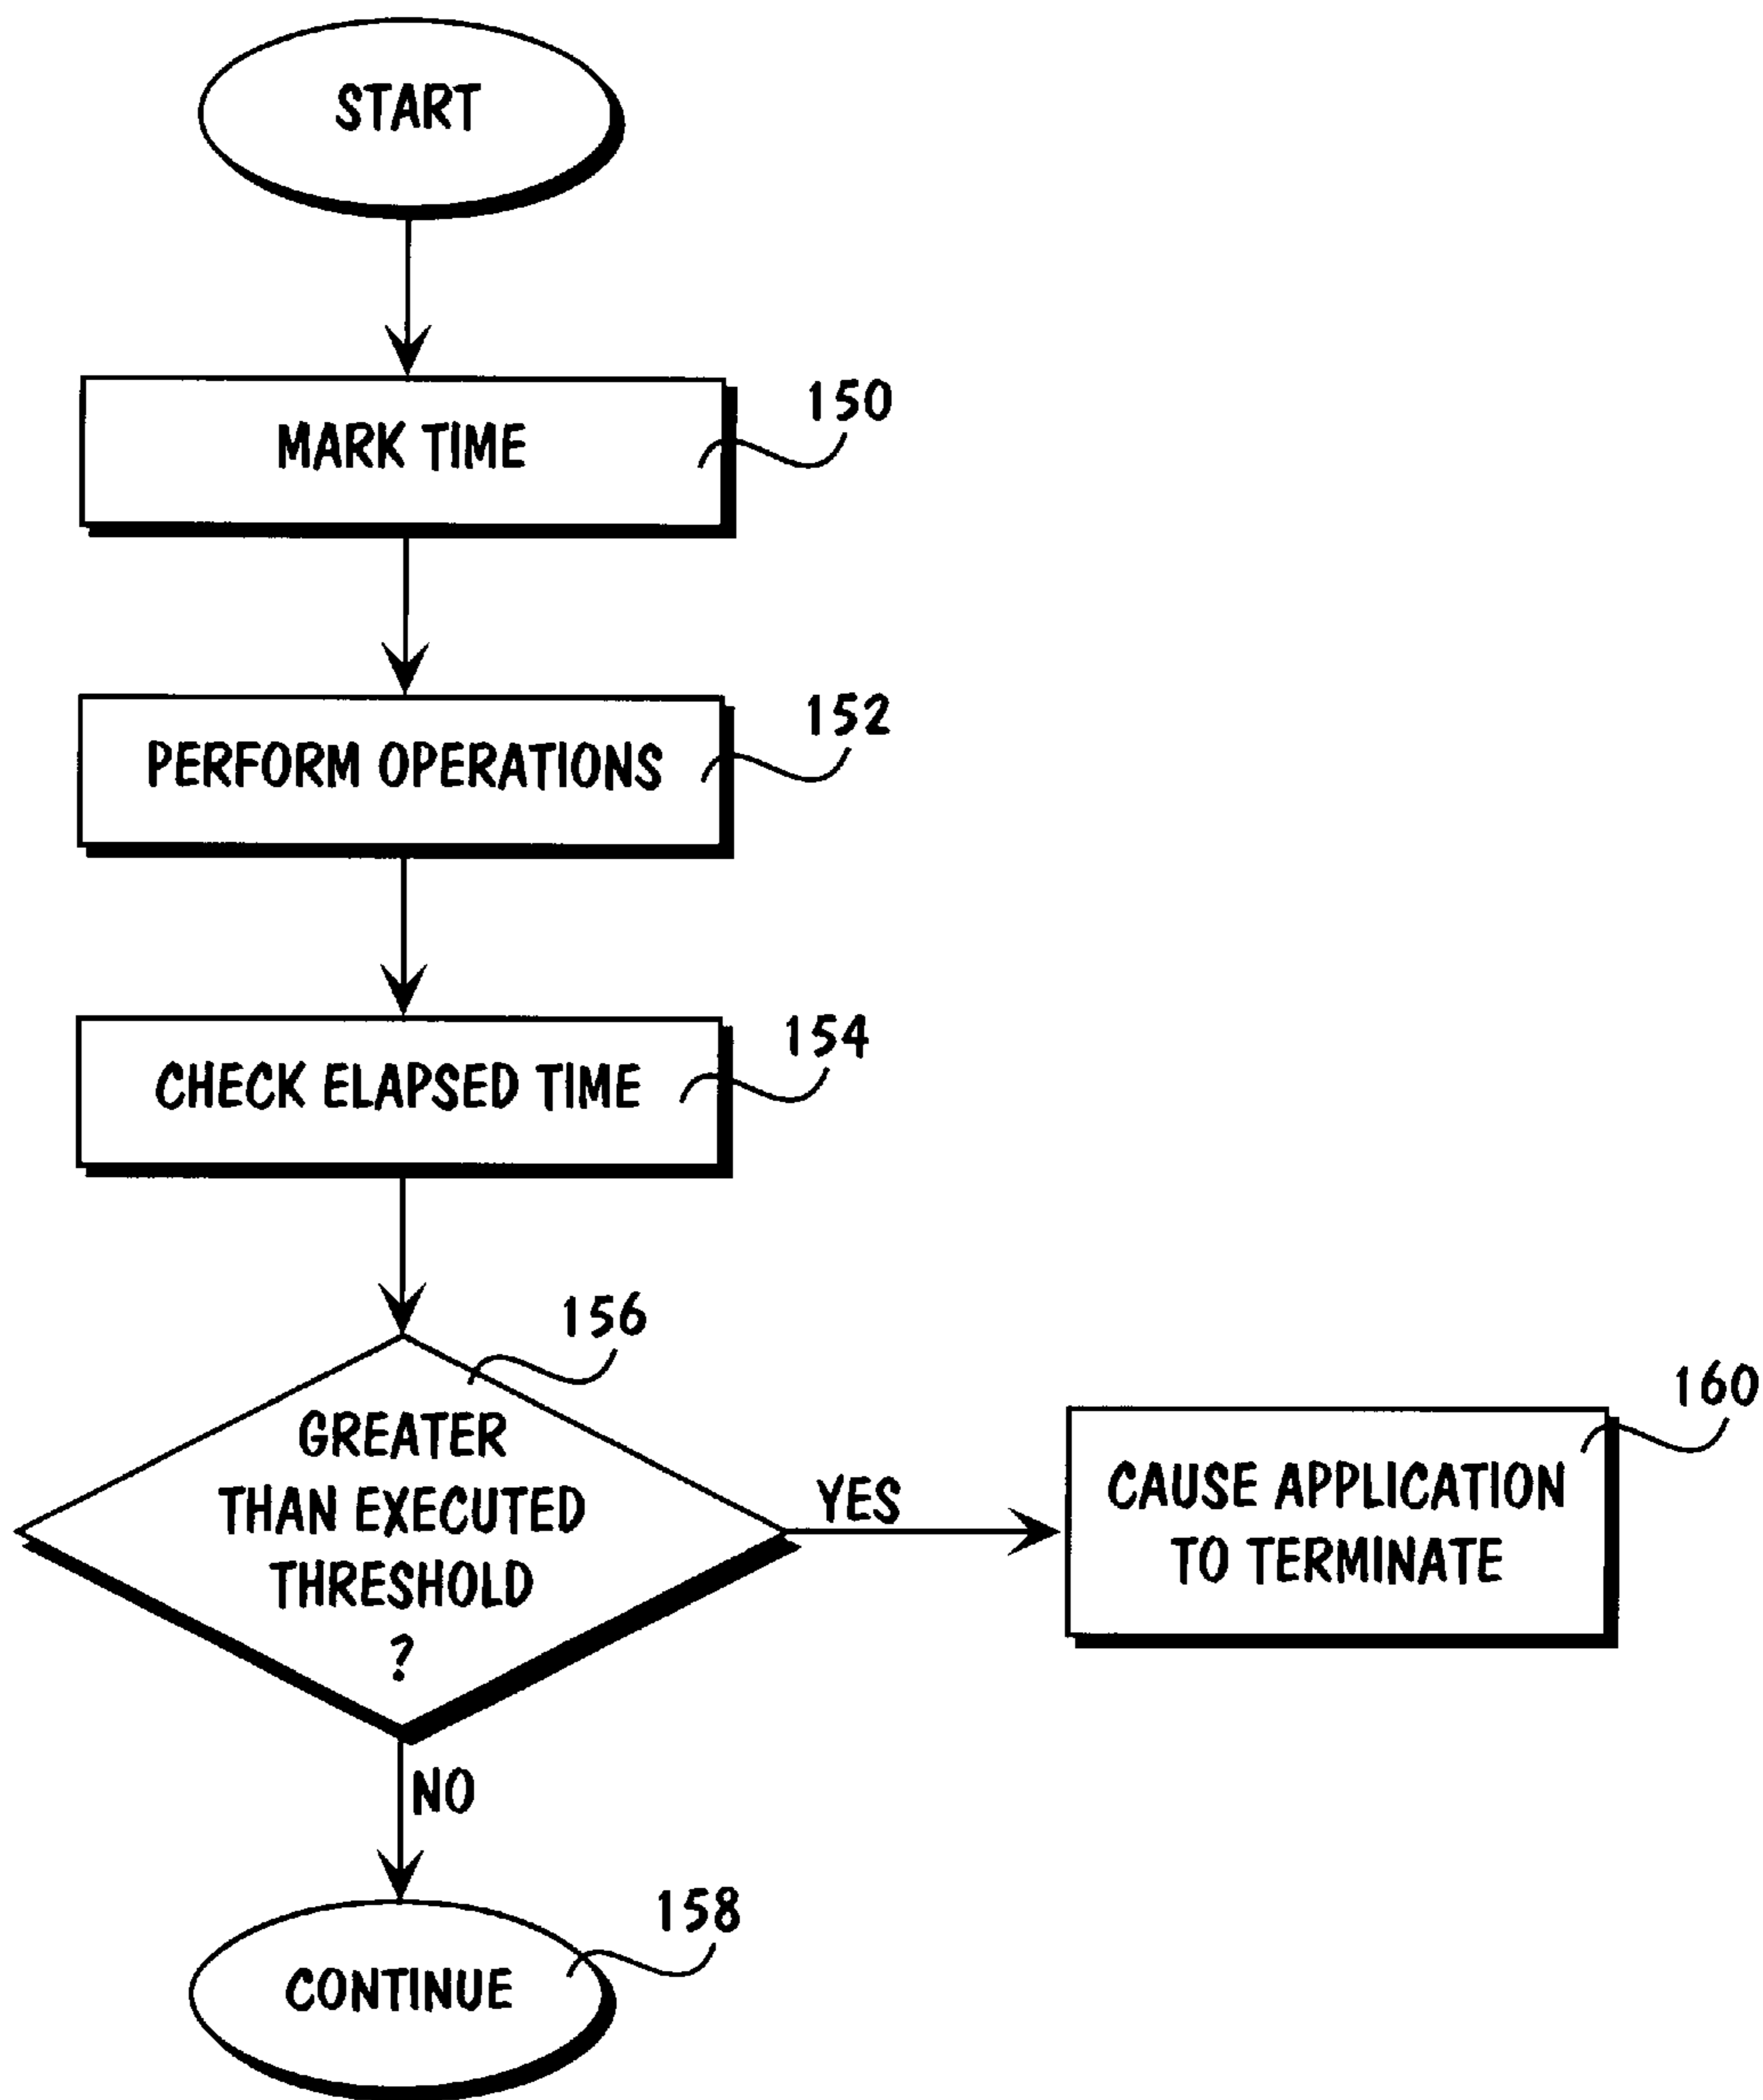 START
MARK TIME
150
PERFORM OPERATIONS
152
CHECK ELAPSED TIME
154
156
GREATER
THAN EXECUTED
THRESHOLD
?
YES
160
CAUSE APPLICATION
TO TERMINATE
NO
158
CONTINUE